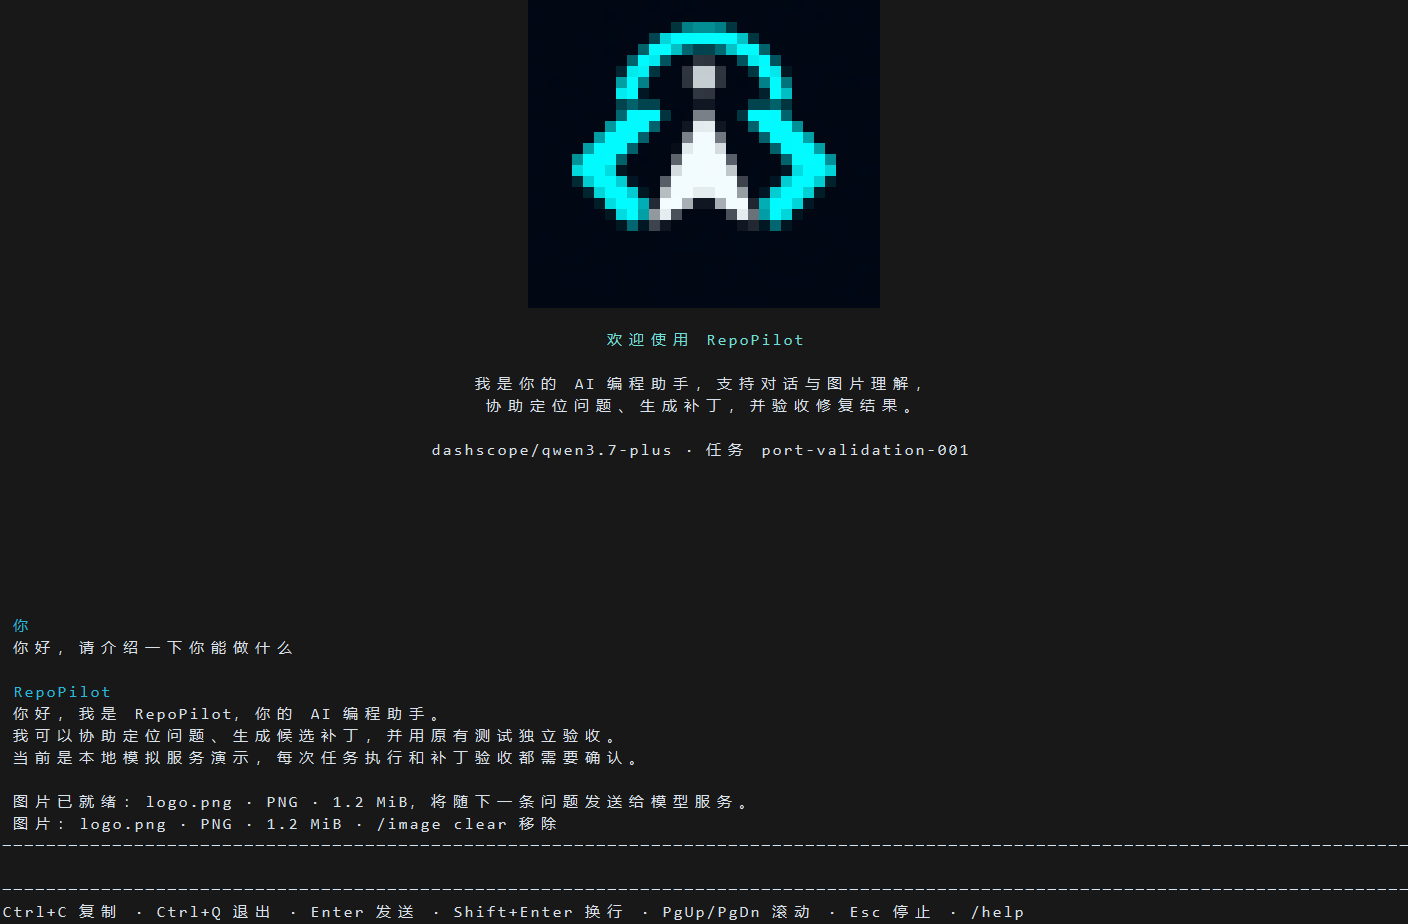 欢迎使用 RepoPilot
我是你的 AI 编程助手，支持对话与图片理解，
协助定位问题、生成补丁，并验收修复结果。
dashscope/qwen3.7-plus · 任务 port-validation-001
你
你好，请介绍一下你能做什么
RepoPilot
你好，我是 RepoPilot，你的 AI 编程助手。
我可以协助定位问题、生成候选补丁，并用原有测试独立验收。
当前是本地模拟服务演示，每次任务执行和补丁验收都需要确认。
图片已就绪：logo.png · PNG · 1.2 MiB，将随下一条问题发送给模型服务。
图片：logo.png · PNG · 1.2 MiB · /image clear 移除
Ctrl+C 复制 · Ctrl+Q 退出 · Enter 发送 · Shift+Enter 换行 · PgUp/PgDn 滚动 · Esc 停止 · /help